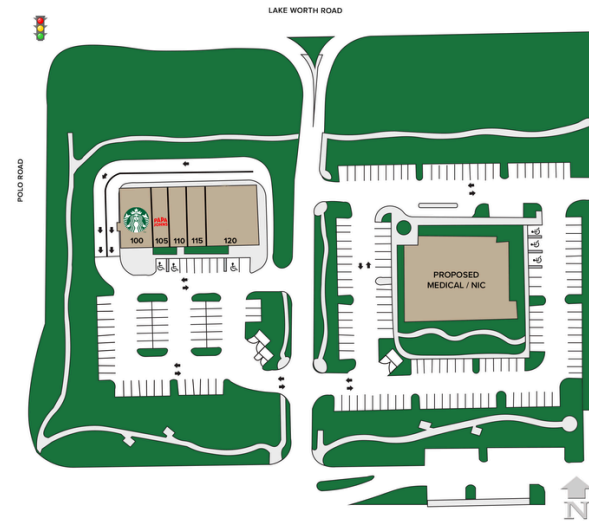 LAKE WORTH ROAD
POLO ROAD
100
105
110
115
120
PROPOSED
MEDICAL / NIC
N